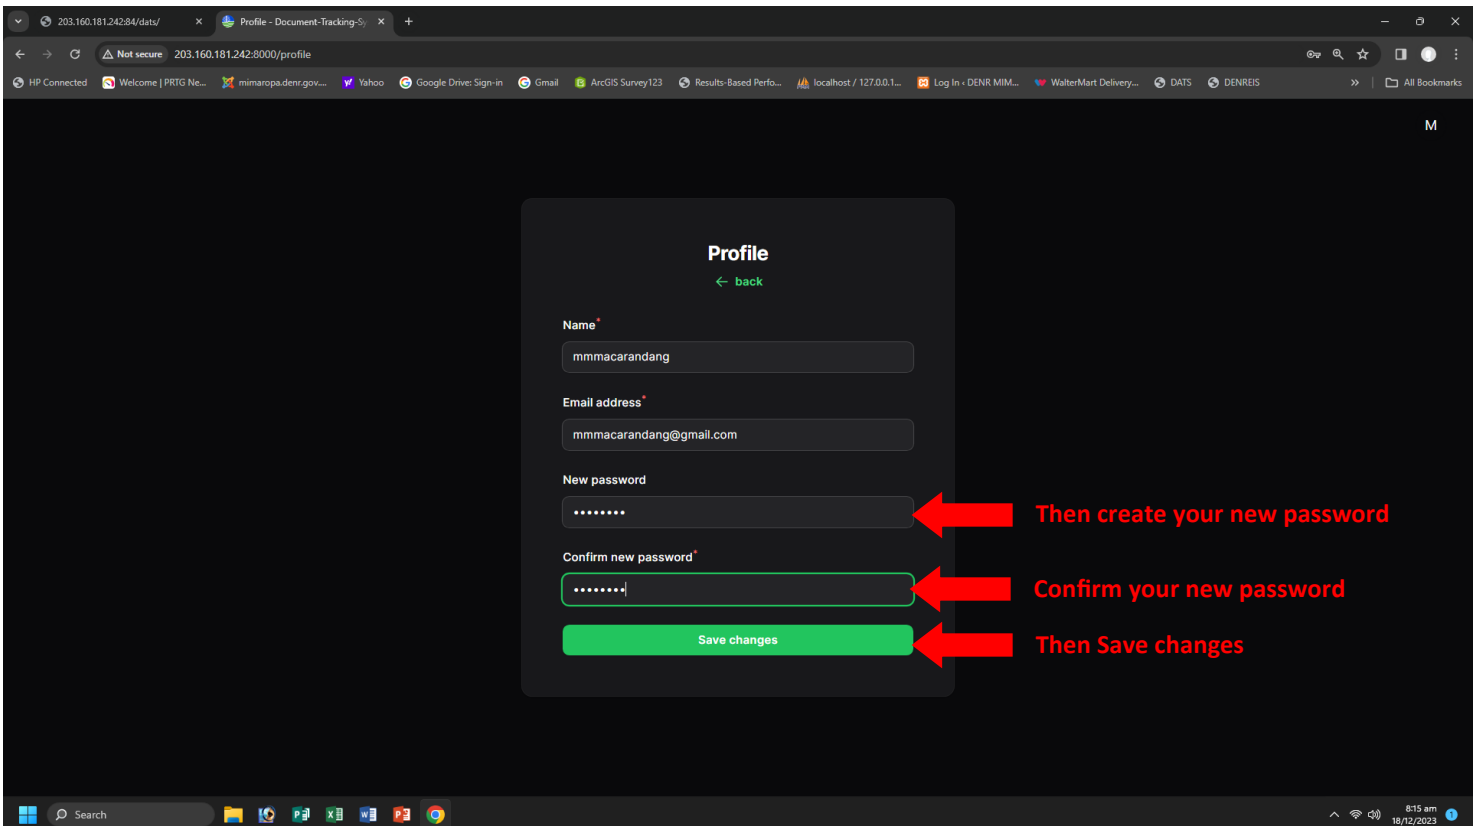 203.160.181.242:84/dats/
Profile - Document-Tracking-Sy
Not secure 203.160.181.242:8000/profile
HP Connected Welcome | PRTG Ne... mimaropa.denr.gov.... Yahoo Google Drive: Sign-in Gmail ArcGIS Survey123 Results-Based Perfo... localhost / 127.0.0.1... Log In ‹ DENR MIM... WalterMart Delivery... DATS DENREIS » All Bookmarks
M
Profile
← back
Name*
mmmacarandang
Email address*
mmmacarandang@gmail.com
New password
••••••••
Then create your new password
Confirm new password*
••••••••
Confirm your new password
Save changes
Then Save changes
Search
8:15 am
18/12/2023
1